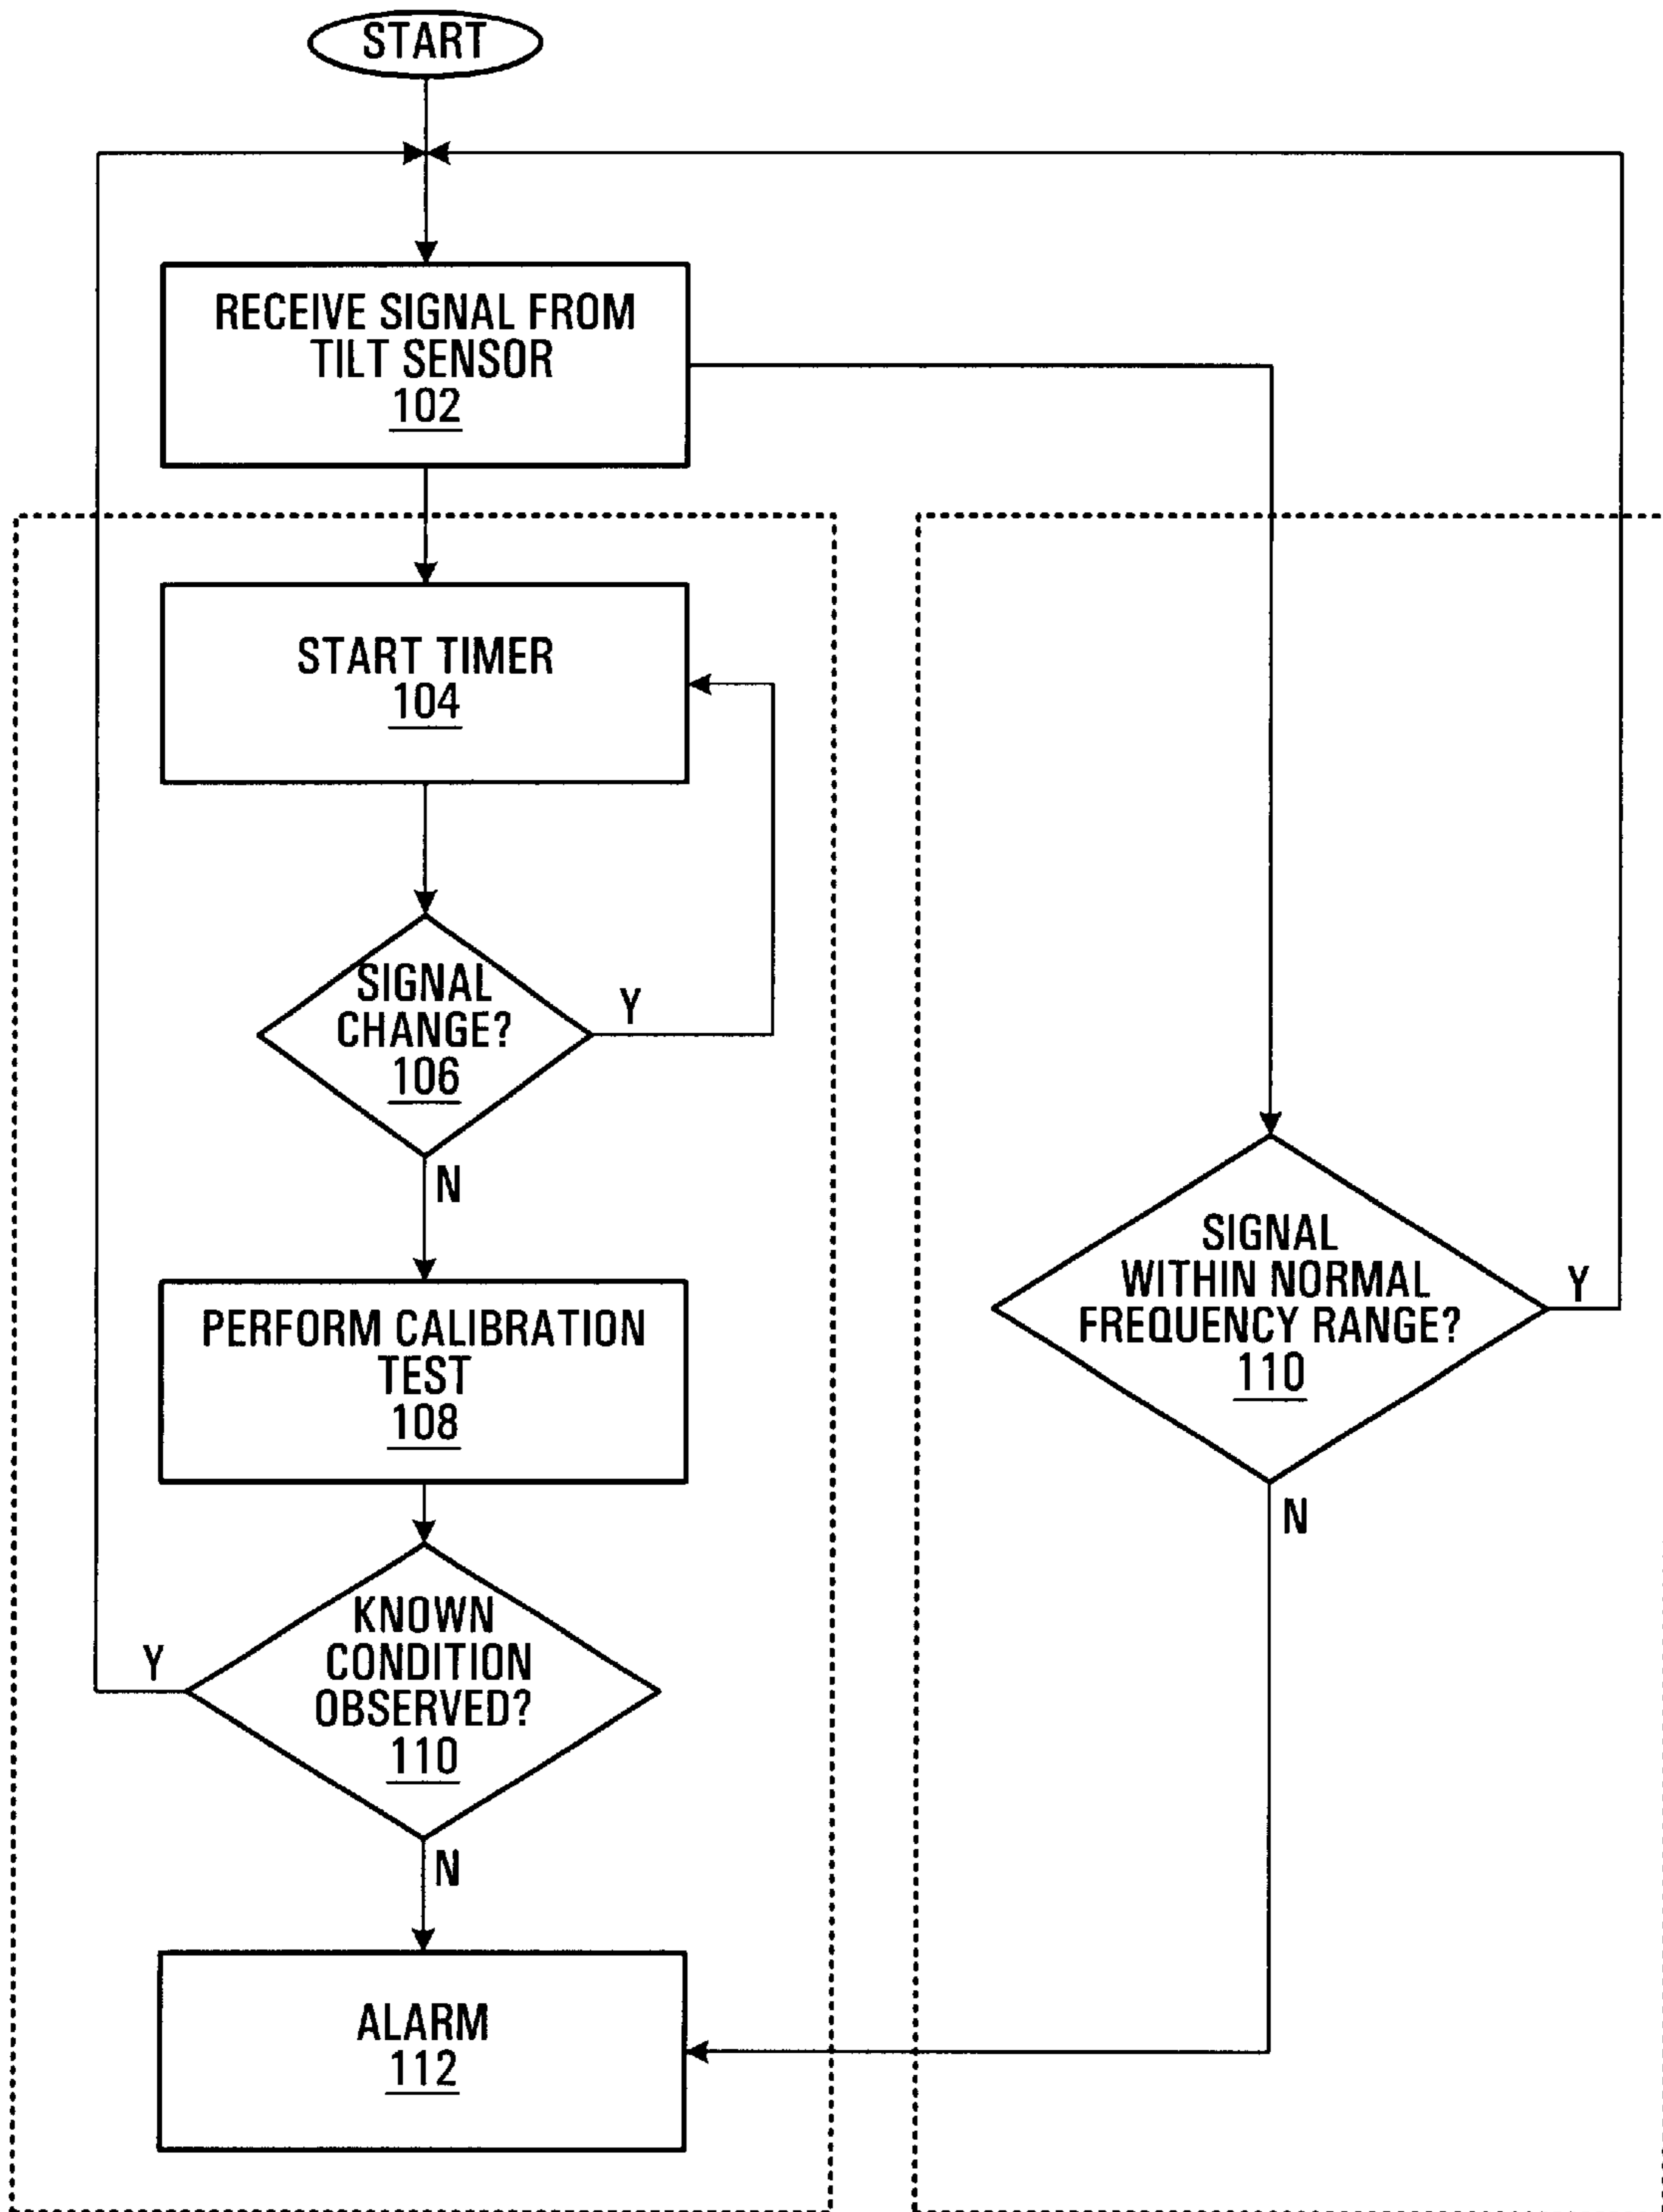 START
RECEIVE SIGNAL FROM
TILT SENSOR
102
START TIMER
104
SIGNAL
CHANGE?
106
Y
N
PERFORM CALIBRATION
TEST
108
KNOWN
CONDITION
OBSERVED?
110
Y
N
ALARM
112
SIGNAL
WITHIN NORMAL
FREQUENCY RANGE?
110
Y
N